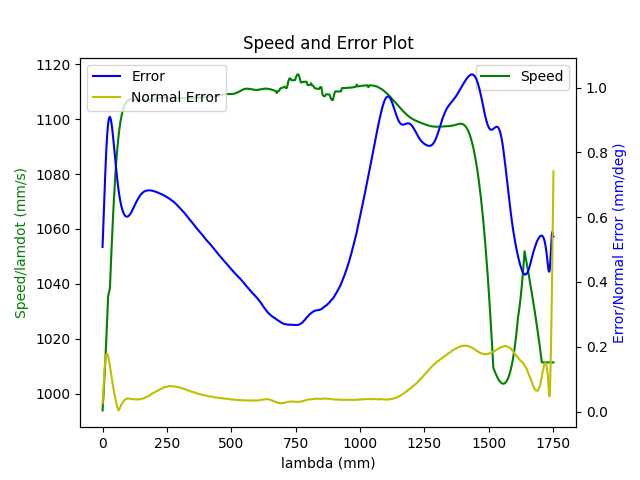 Speed and Error Plot
Error
Normal Error
Speed
1120
1100
1080
1060
1040
1020
1000
Speed/lamdot (mm/s)
1.0
0.8
0.6
0.4
0.2
0.0
Error/Normal Error (mm/deg)
0 250 500 750 1000 1250 1500 1750
lambda (mm)